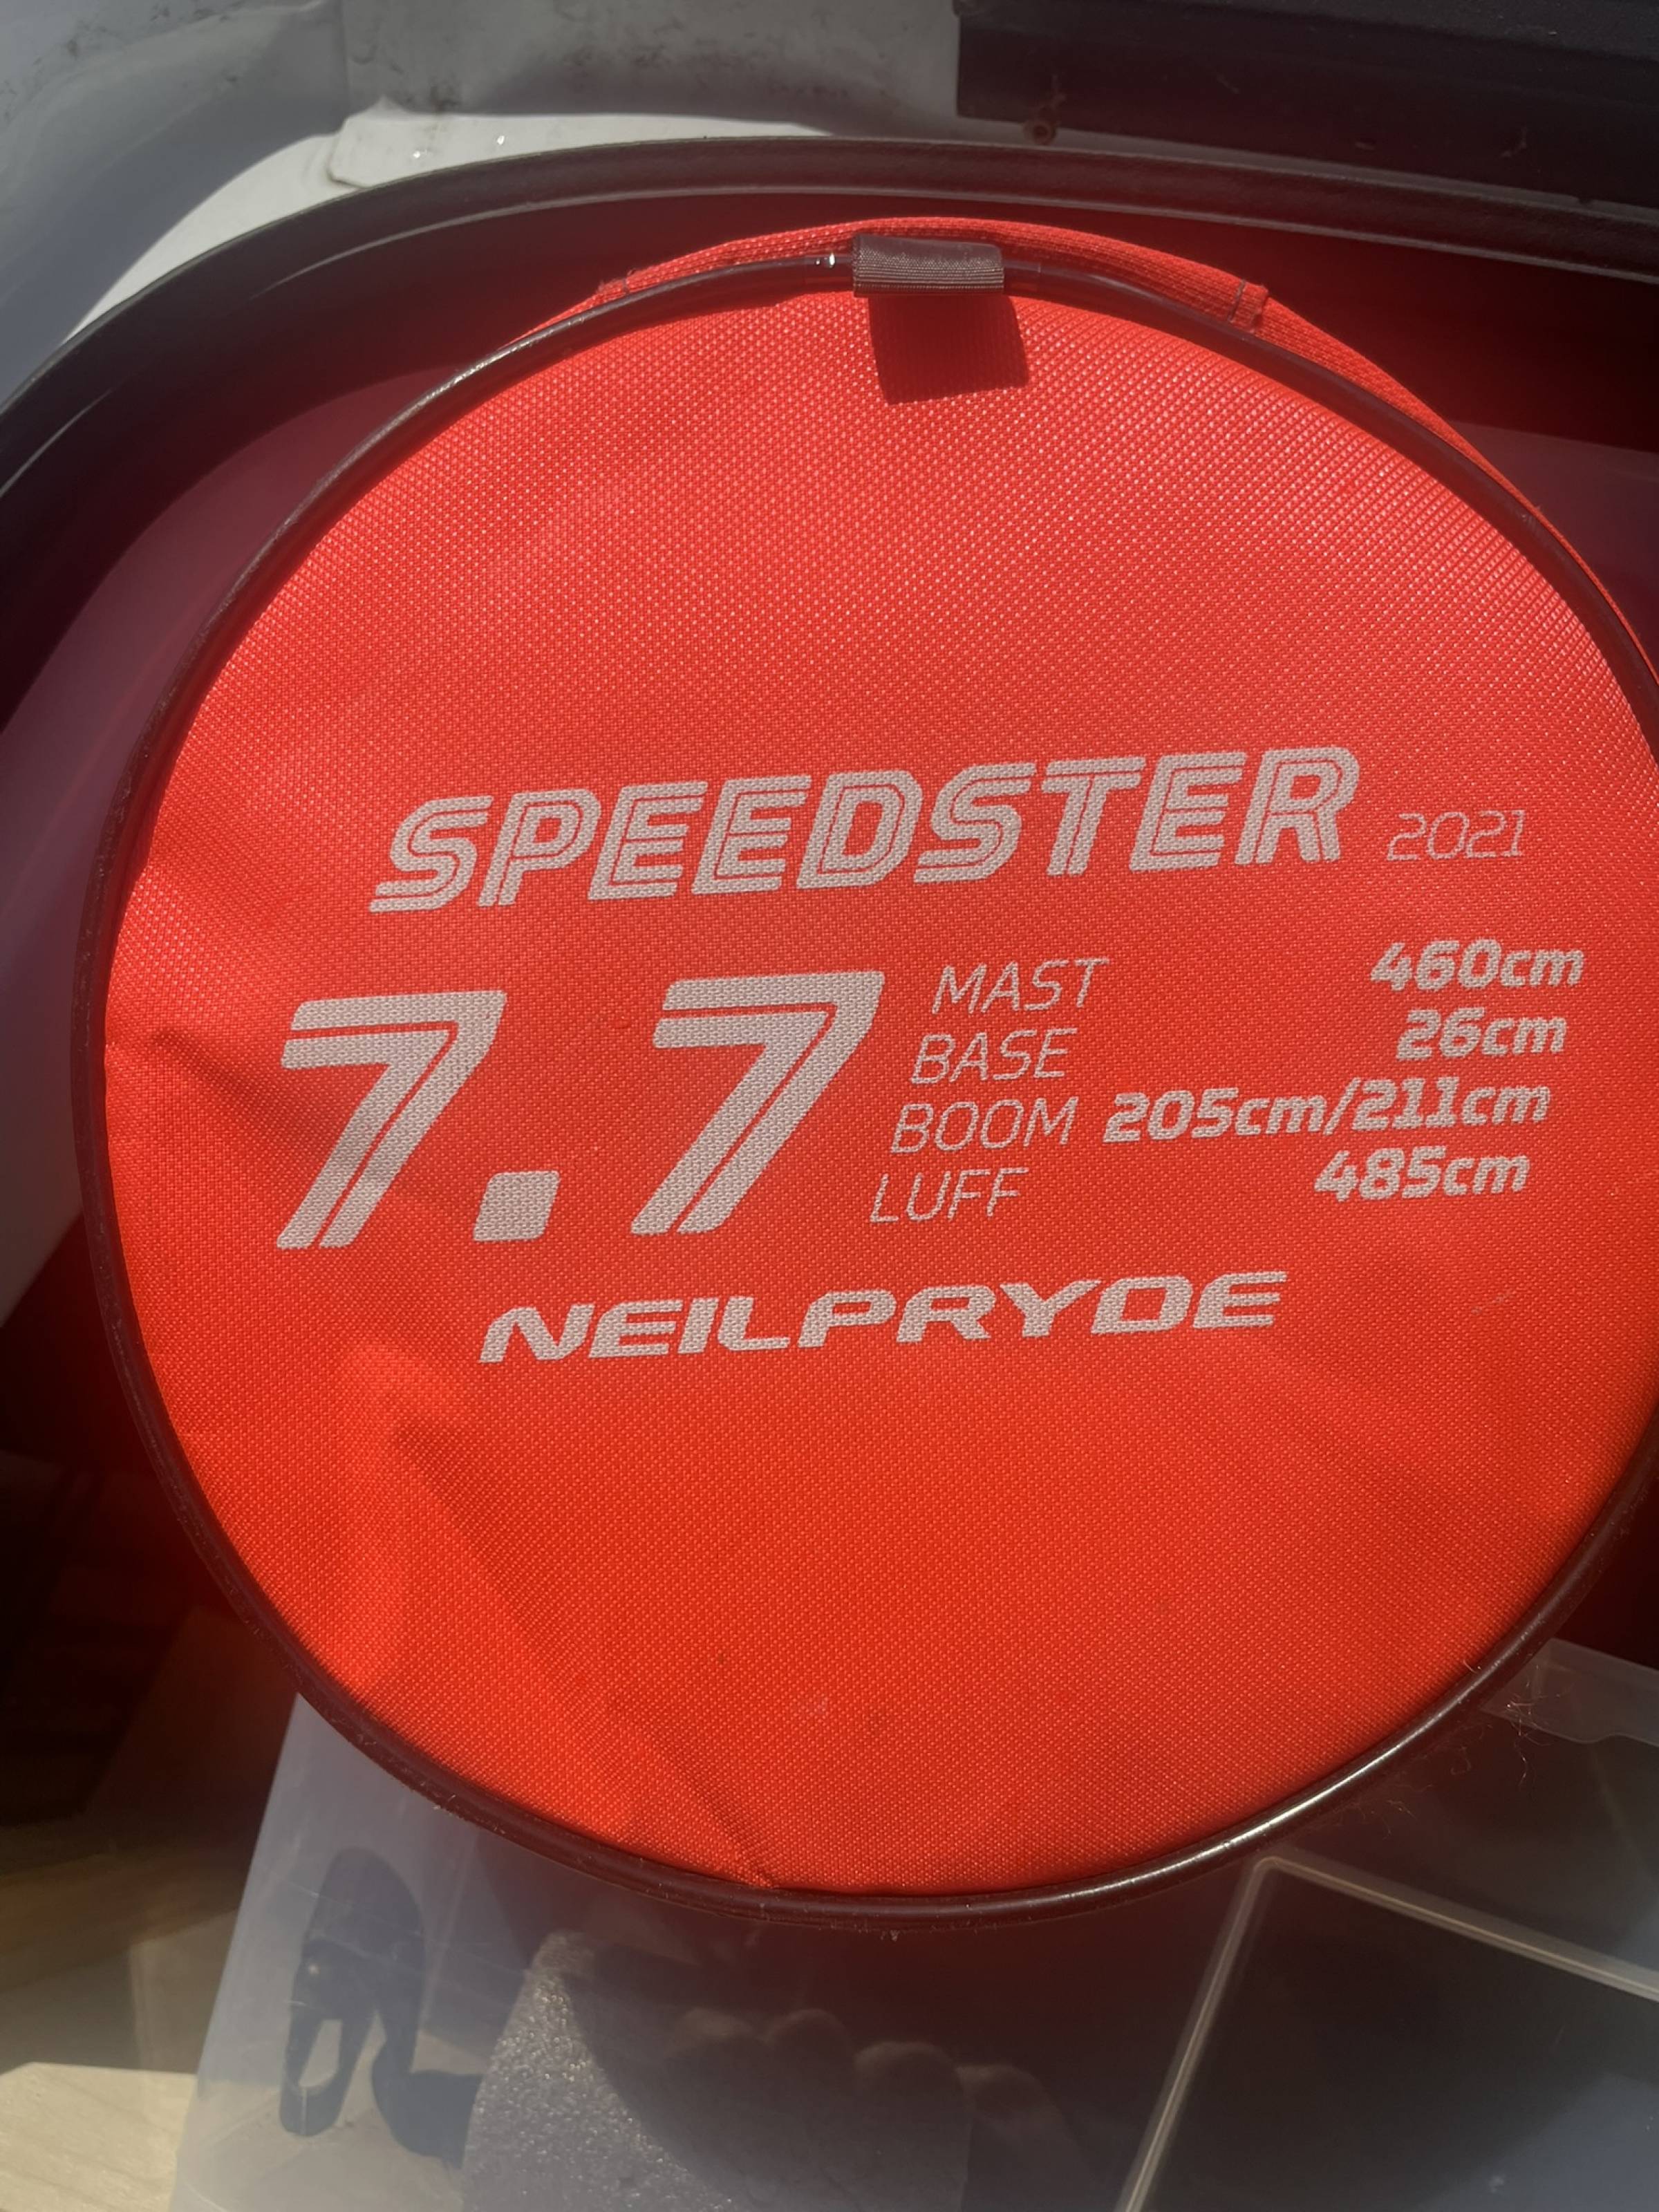 SPEEDSTER 2021
7.7
MAST 460cm
BASE 26cm
BOOM 205cm/211cm
LUFF 485cm
NEILPRYDE